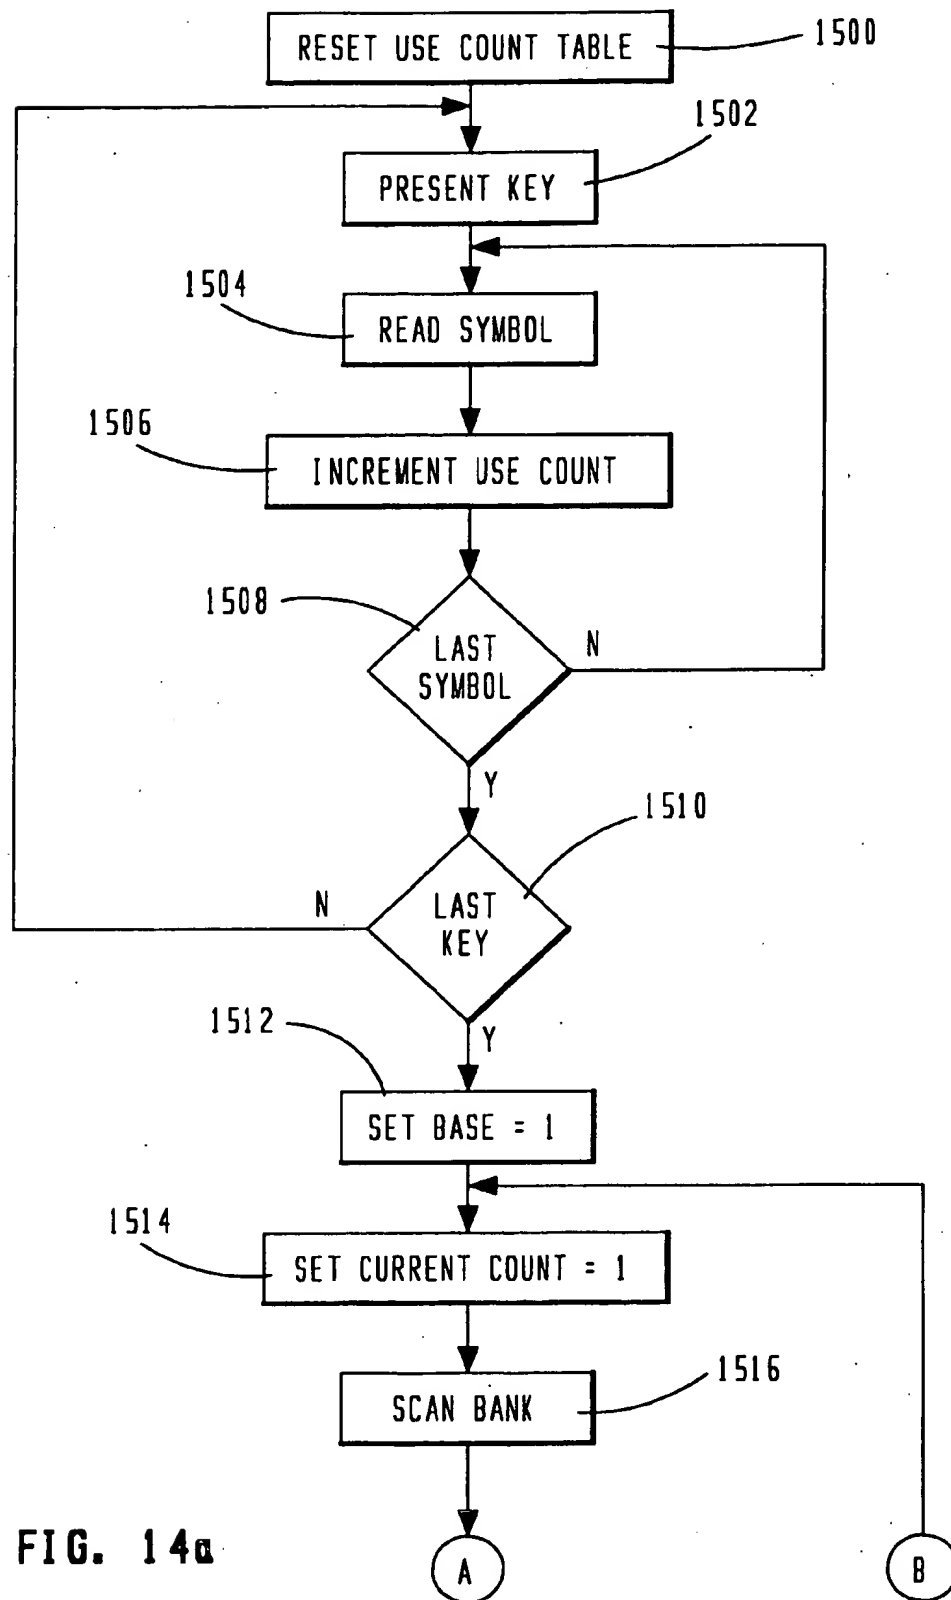 RESET USE COUNT TABLE
1500
1502
PRESENT KEY
1504
READ SYMBOL
1506
INCREMENT USE COUNT
1508
LAST
SYMBOL
N
Y
1510
LAST
KEY
N
Y
1512
SET BASE = 1
1514
SET CURRENT COUNT = 1
1516
SCAN BANK
FIG. 14a
A
B